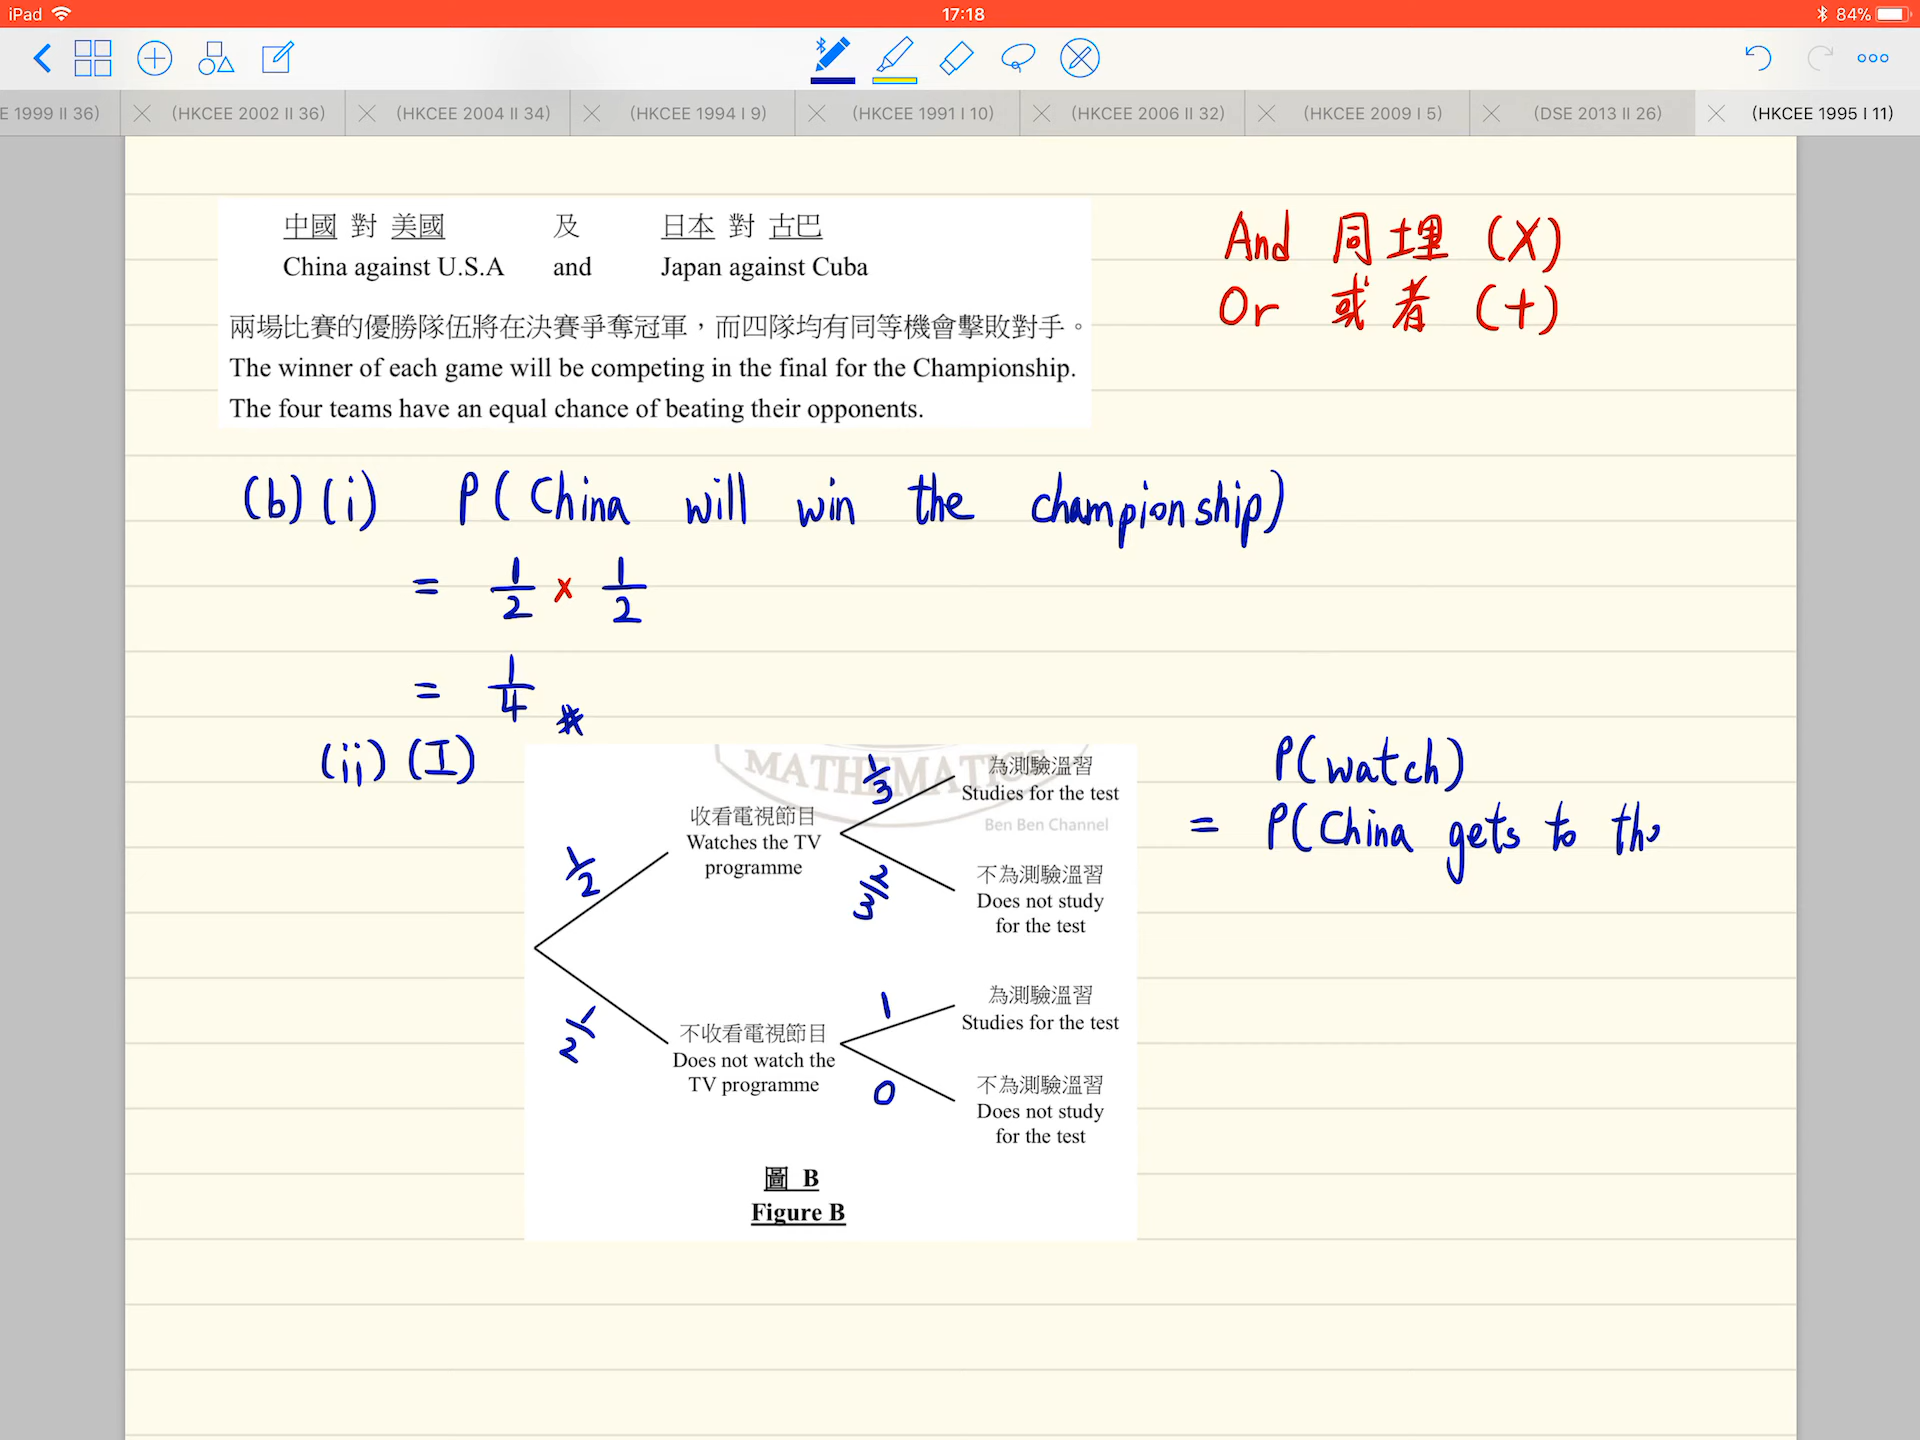 iPad 17:18 84%
E 1999 II 36) (HKCEE 2002 II 36) (HKCEE 2004 II 34) (HKCEE 1994 I 9) (HKCEE 1991 I 10) (HKCEE 2006 II 32) (HKCEE 2009 I 5) (DSE 2013 II 26) (HKCEE 1995 I 11)
中國 對 美國 及 日本 對 古巴
China against U.S.A and Japan against Cuba
兩場比賽的優勝隊伍將在決賽爭奪冠軍，而四隊均有同等機會擊敗對手。
The winner of each game will be competing in the final for the Championship.
The four teams have an equal chance of beating their opponents.
And 同埋 (X)
Or 或者 (+)
(b) (i) P( China will win the championship)
= 1/2 x 1/2
= 1/4 *
(ii) (I)
MATHEMATICS
Ben Ben Channel
1/2
收看電視節目
Watches the TV
programme
1/3
為測驗溫習
Studies for the test
2/3
不為測驗溫習
Does not study
for the test
1/2
不收看電視節目
Does not watch the
TV programme
1
為測驗溫習
Studies for the test
0
不為測驗溫習
Does not study
for the test
圖 B
Figure B
P(watch)
= P(China gets to th